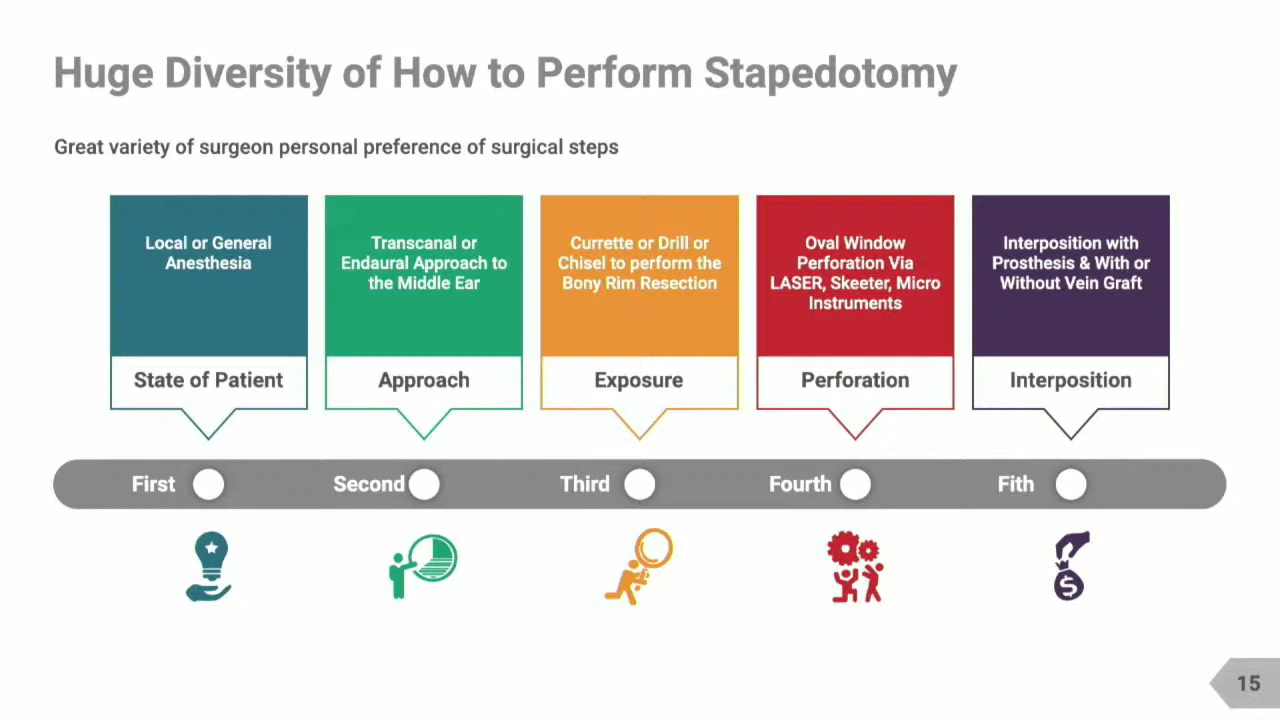 Huge Diversity of How to Perform Stapedotomy
Great variety of surgeon personal preference of surgical steps
Local or General
Anesthesia
State of Patient
Transcanal or
Endaural Approach to
the Middle Ear
Approach
Currette or Drill or
Chisel to perform the
Bony Rim Resection
Exposure
Oval Window
Perforation Via
LASER, Skeeter, Micro
Instruments
Perforation
Interposition with
Prosthesis & With or
Without Vein Graft
Interposition
First
Second
Third
Fourth
Fith
$
15